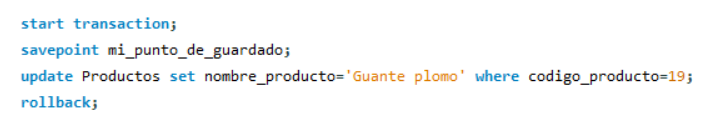 start transaction;
savepoint mi_punto_de_guardado;
update Productos set nombre_producto='Guante plomo' where codigo_producto=19;
rollback;